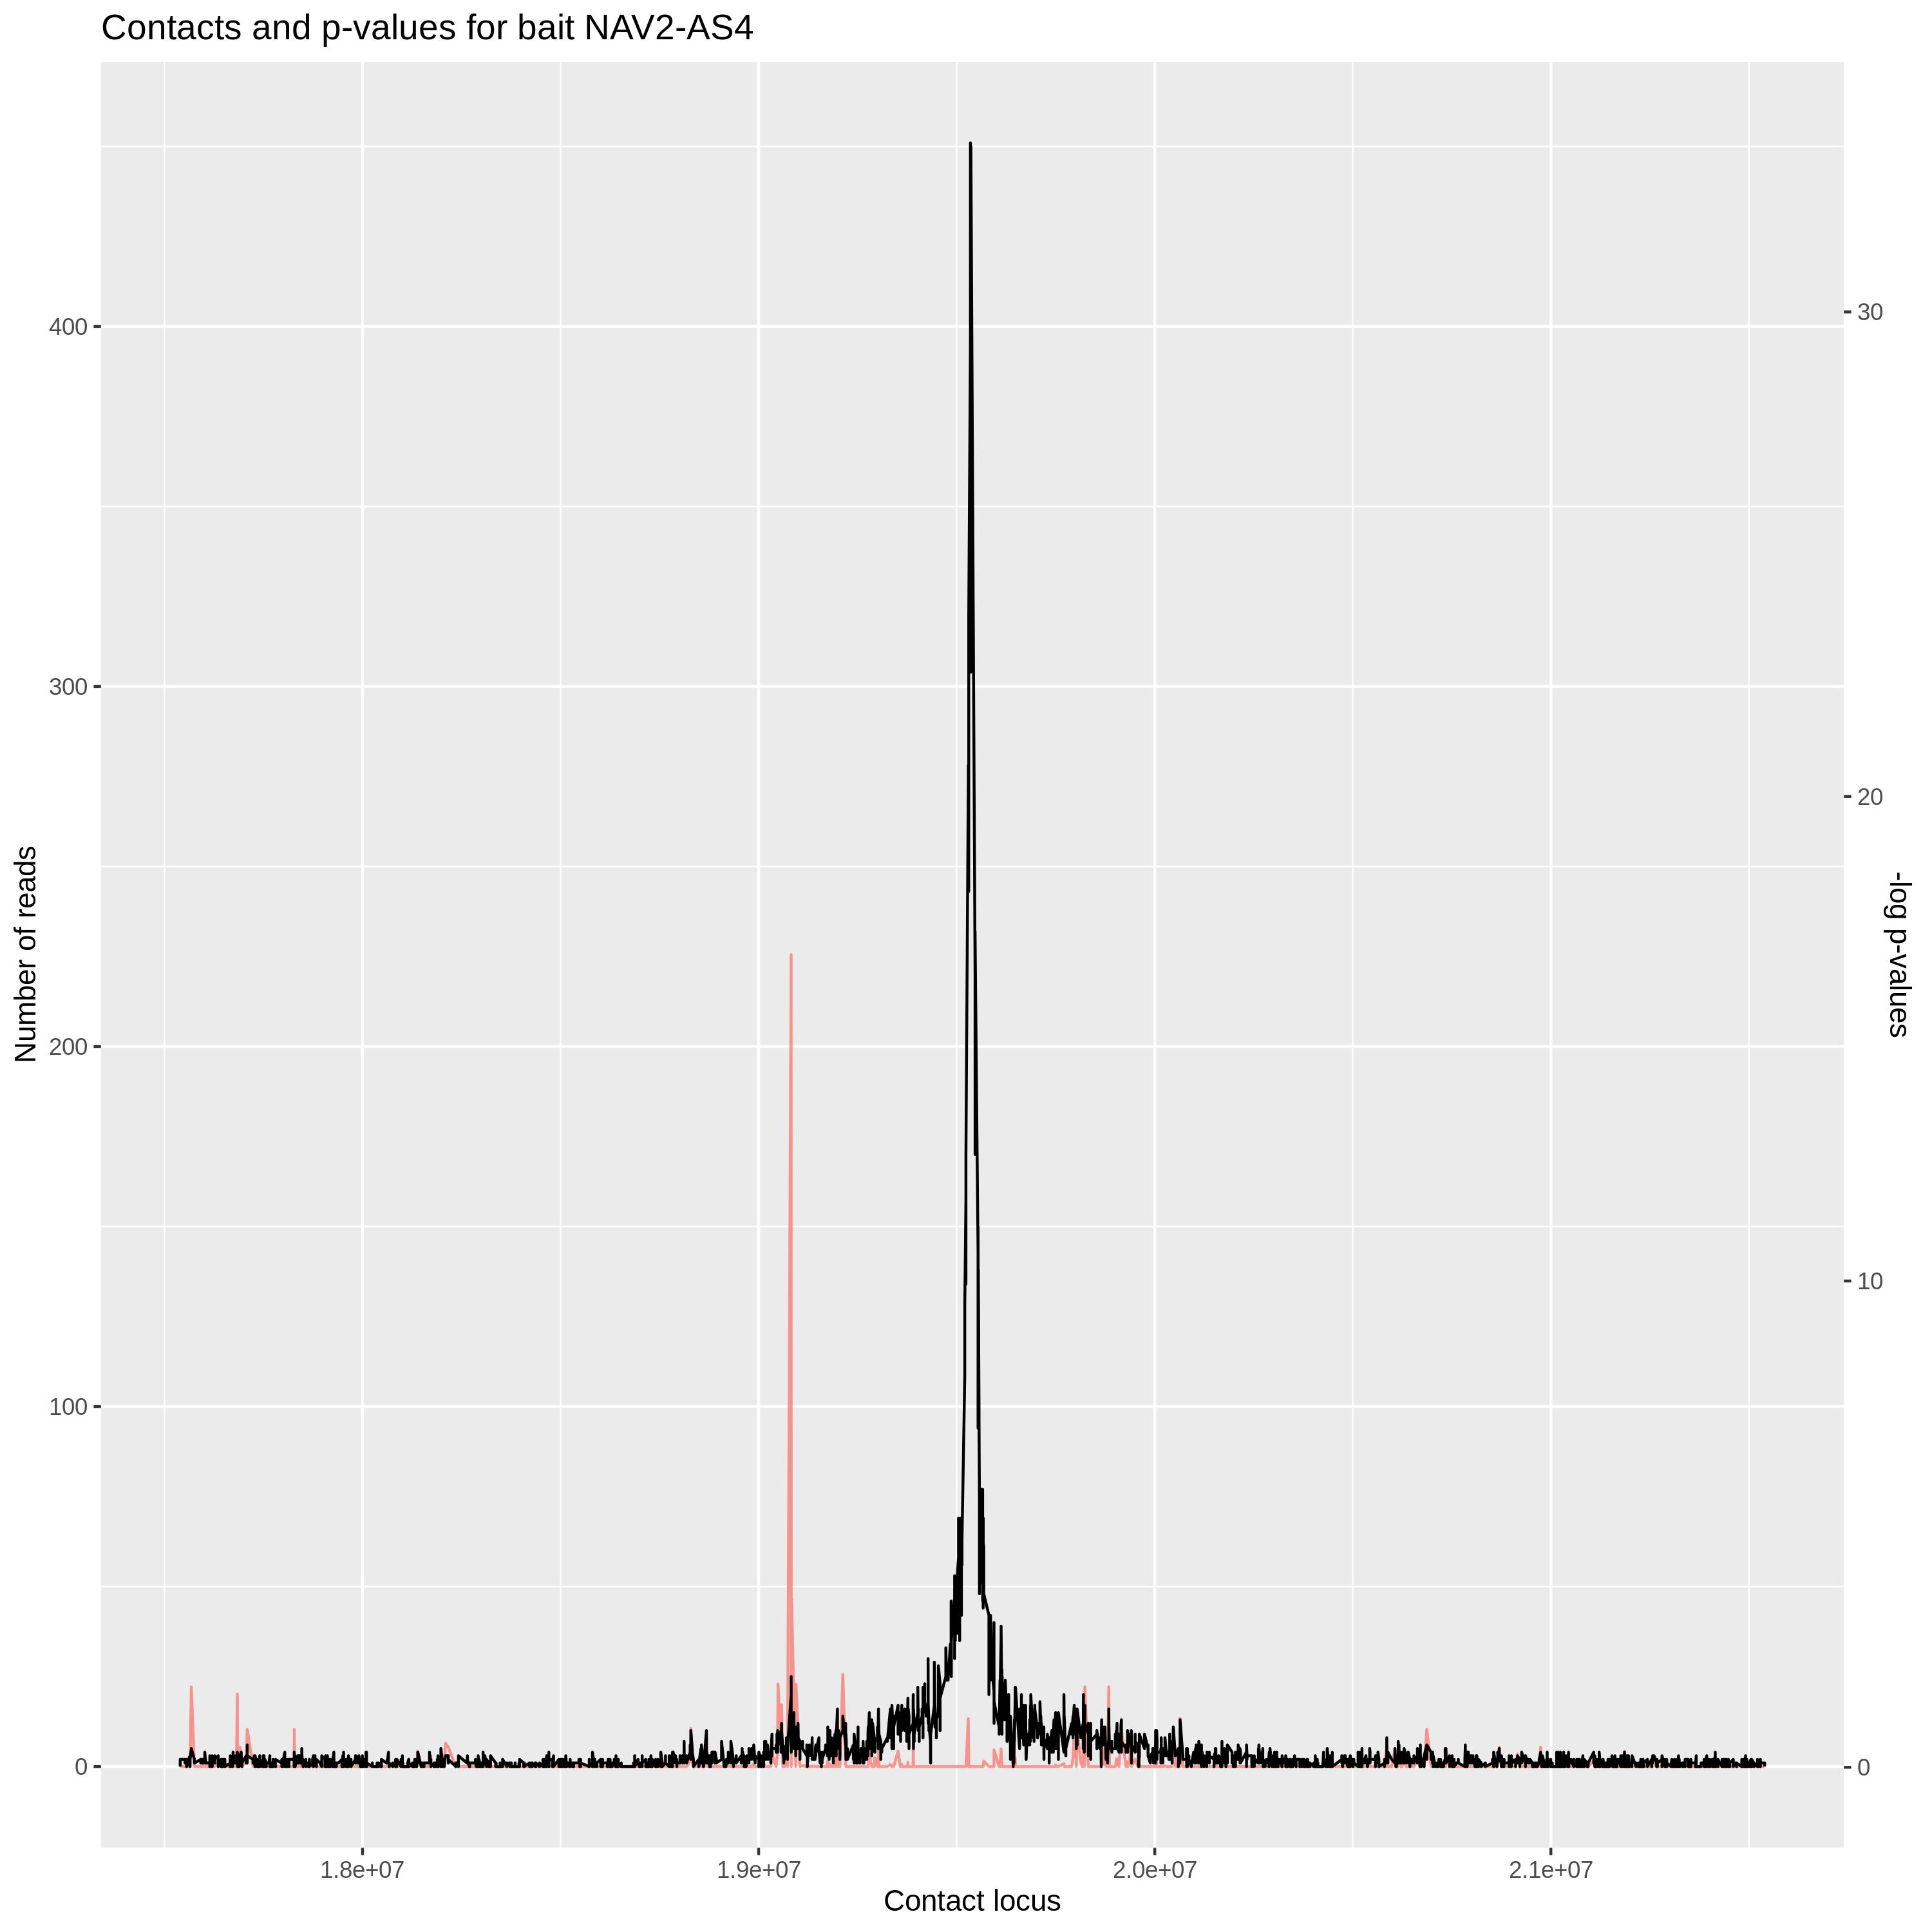 Contacts and p-values for bait NAV2-AS4
Number of reads
400
300
200
100
0
30
20
10
0
-log p-values
1.8e+07 1.9e+07 2.0e+07 2.1e+07
Contact locus